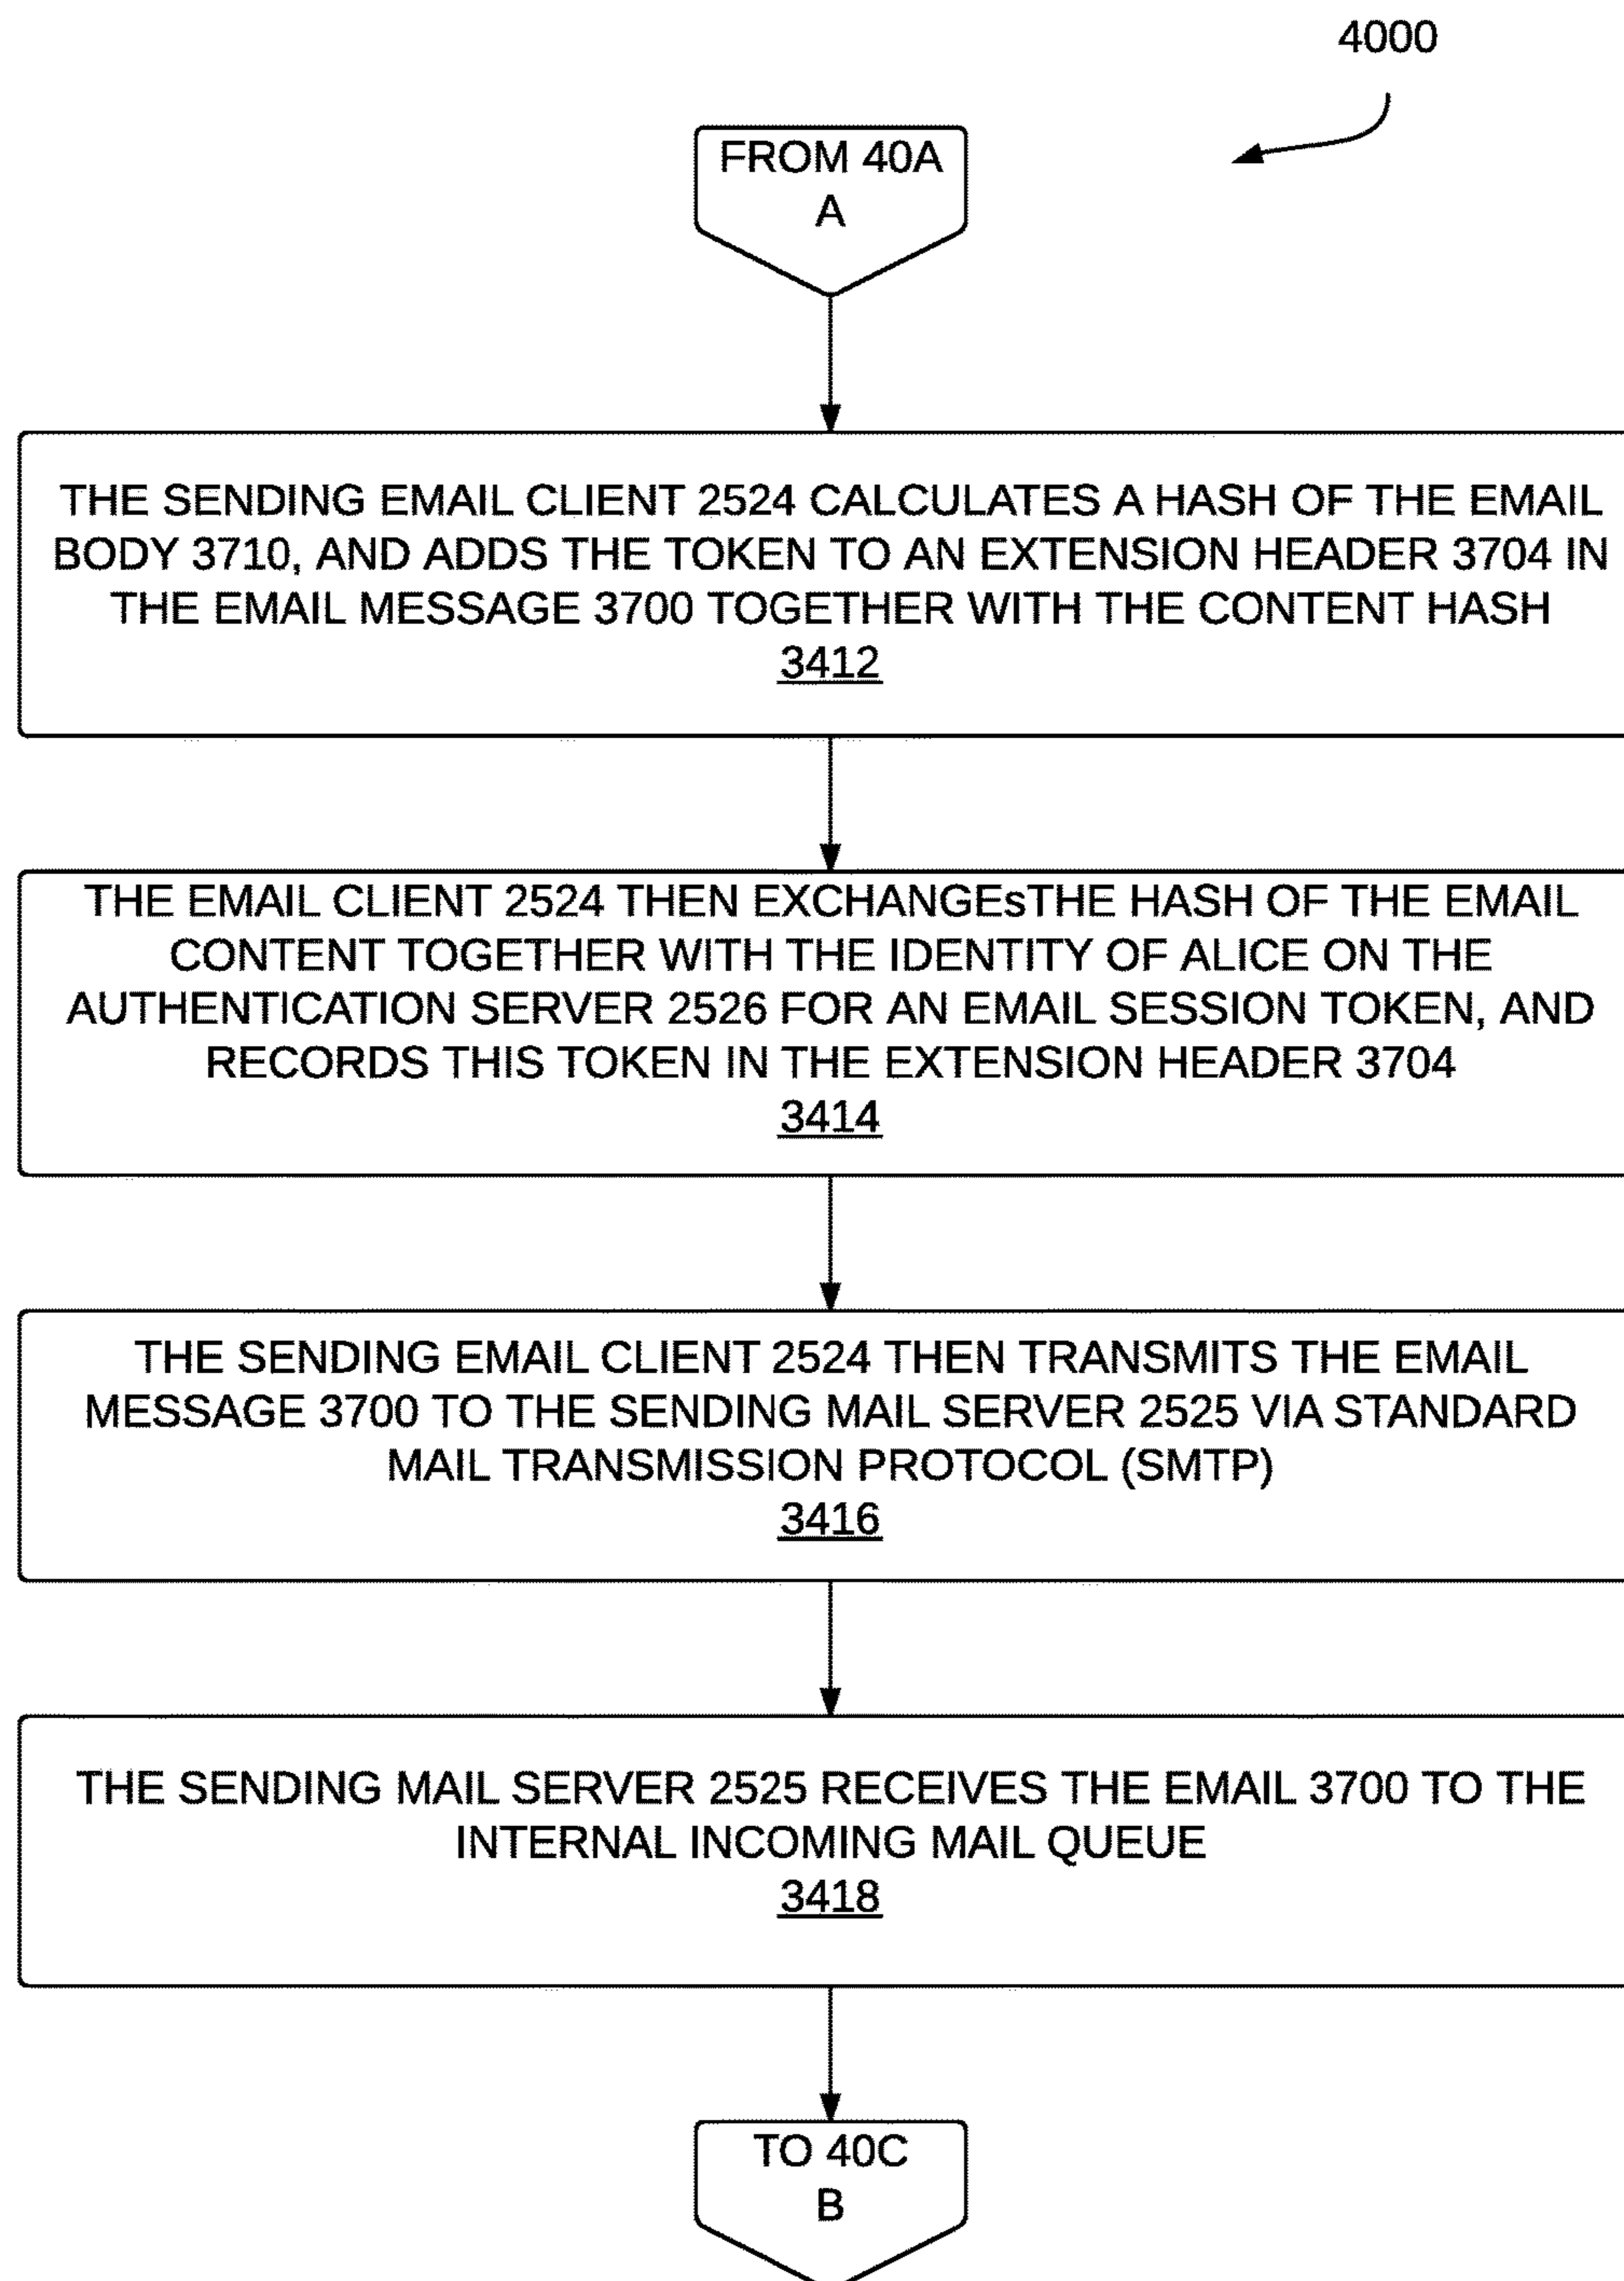 4000
FROM 40A
A
THE SENDING EMAIL CLIENT 2524 CALCULATES A HASH OF THE EMAIL
BODY 3710, AND ADDS THE TOKEN TO AN EXTENSION HEADER 3704 IN
THE EMAIL MESSAGE 3700 TOGETHER WITH THE CONTENT HASH
3412
THE EMAIL CLIENT 2524 THEN EXCHANGEsTHE HASH OF THE EMAIL
CONTENT TOGETHER WITH THE IDENTITY OF ALICE ON THE
AUTHENTICATION SERVER 2526 FOR AN EMAIL SESSION TOKEN, AND
RECORDS THIS TOKEN IN THE EXTENSION HEADER 3704
3414
THE SENDING EMAIL CLIENT 2524 THEN TRANSMITS THE EMAIL
MESSAGE 3700 TO THE SENDING MAIL SERVER 2525 VIA STANDARD
MAIL TRANSMISSION PROTOCOL (SMTP)
3416
THE SENDING MAIL SERVER 2525 RECEIVES THE EMAIL 3700 TO THE
INTERNAL INCOMING MAIL QUEUE
3418
TO 40C
B